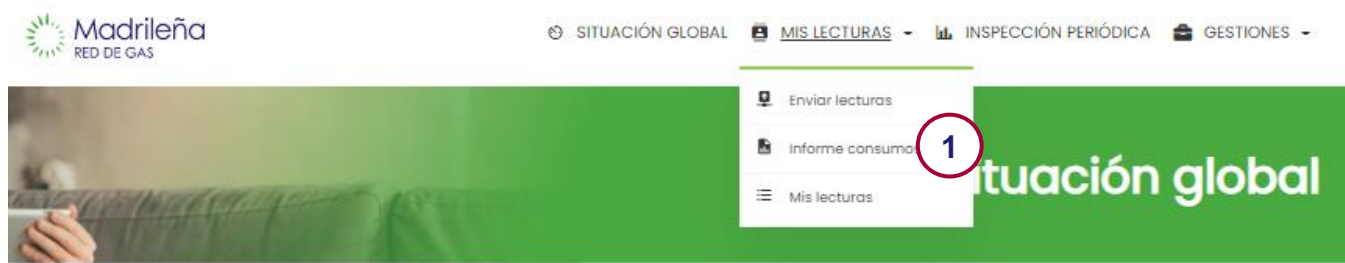 Madrileña
RED DE GAS
SITUACIÓN GLOBAL MIS LECTURAS INSPECCIÓN PERIÓDICA GESTIONES
Enviar lecturas
Informe consumos 1
Mis lecturas
ituación global